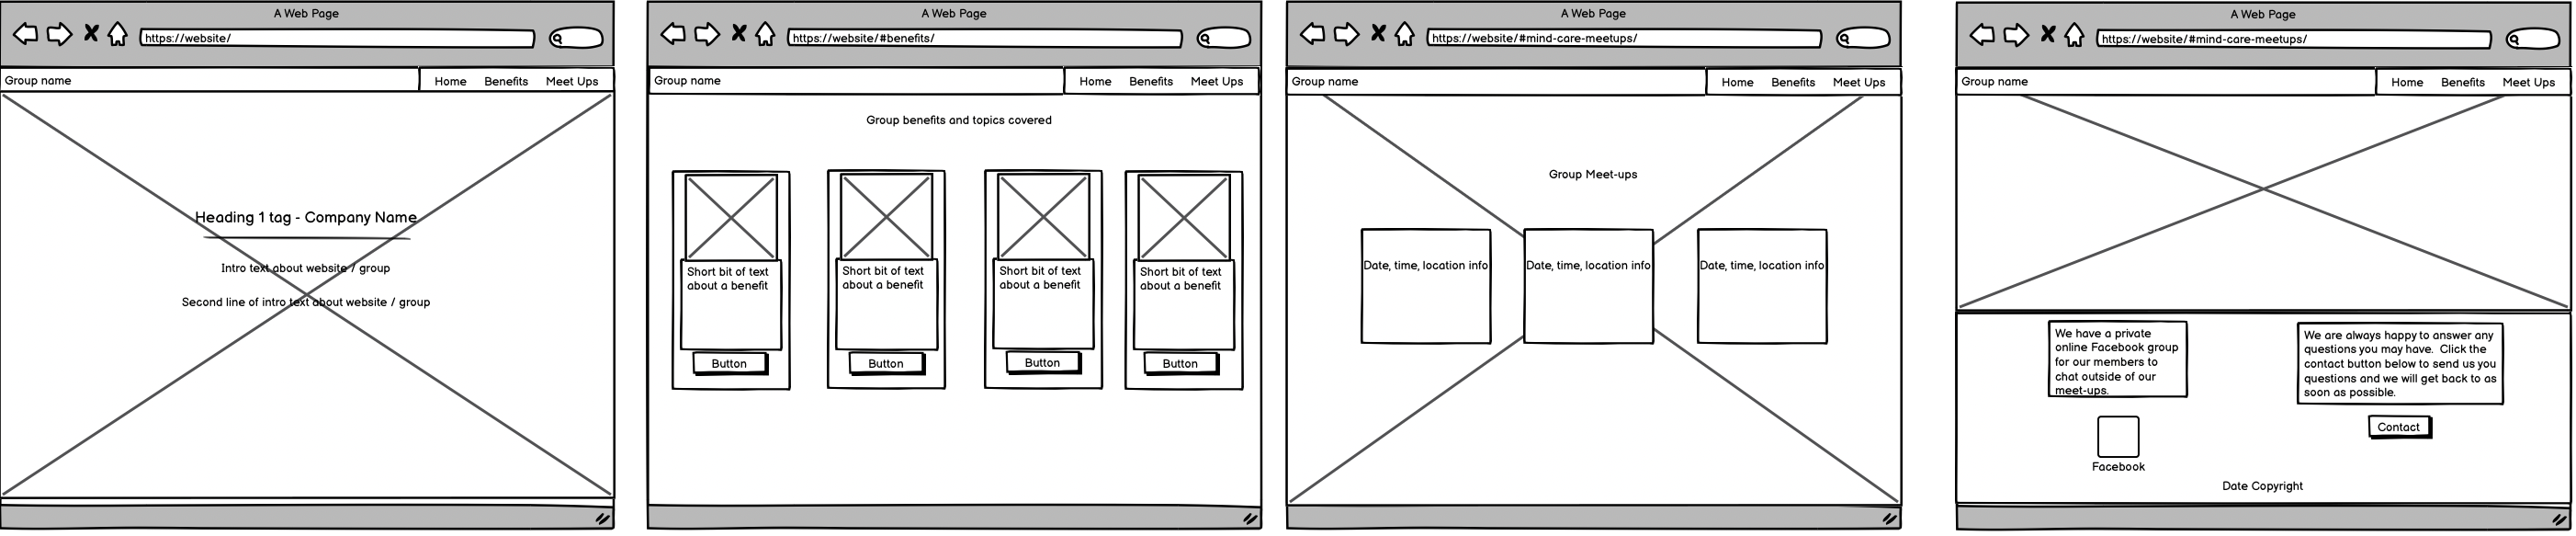 A Web Page
https://website/
Group name
Home Benefits Meet Ups
Heading 1 tag - Company Name
Intro text about website / group
Second line of intro text about website / group
A Web Page
https://website/#benefits/
Group name
Home Benefits Meet Ups
Group benefits and topics covered
Short bit of text
about a benefit
Button
Short bit of text
about a benefit
Button
Short bit of text
about a benefit
Button
Short bit of text
about a benefit
Button
A Web Page
https://website/#mind-care-meetups/
Group name
Home Benefits Meet Ups
Group Meet-ups
Date, time, location info
Date, time, location info
Date, time, location info
A Web Page
https://website/#mind-care-meetups/
Group name
Home Benefits Meet Ups
We have a private
online Facebook group
for our members to
chat outside of our
meet-ups.
Facebook
We are always happy to answer any
questions you may have. Click the
contact button below to send us you
questions and we will get back to as
soon as possible.
Contact
Date Copyright